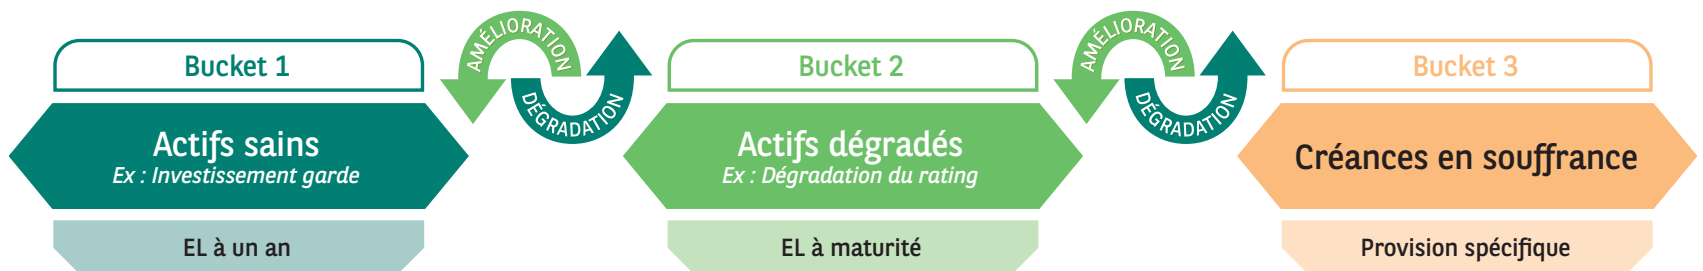 Bucket 1
Actifs sains
Ex : Investissement garde
EL à un an
AMÉLIORATION
DÉGRADATION
Bucket 2
Actifs dégradés
Ex : Dégradation du rating
EL à maturité
AMÉLIORATION
DÉGRADATION
Bucket 3
Créances en souffrance
Provision spécifique